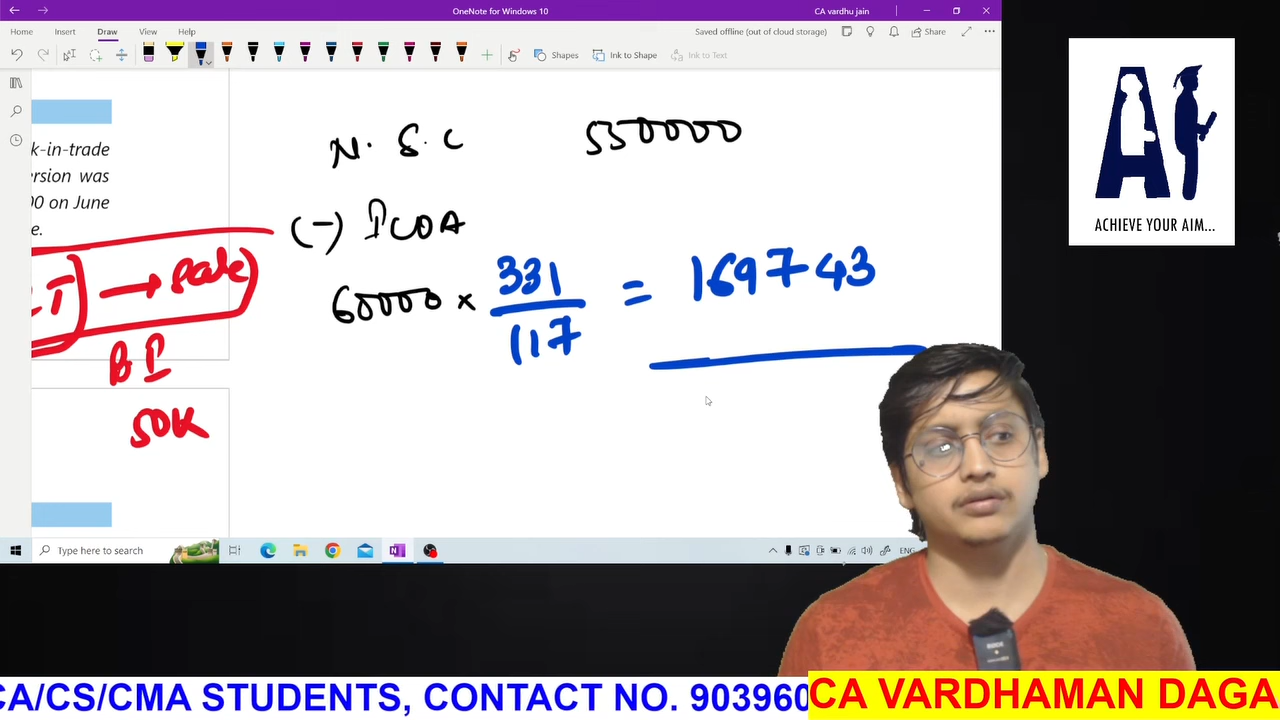 OneNote for Windows 10
CA vardhu jain
Home Insert Draw View Help
Saved offline (out of cloud storage)
Share
Shapes
Ink to Shape
Ink to Text
k-in-trade
ersion was
00 on June
e.
N. S. C 550000
(-) ICOA
60000 × 331/117 = 169743
T] → Sale)
B I
50K
ACHIEVE YOUR AIM...
Type here to search
ENG
CA/CS/CMA STUDENTS, CONTACT NO. 903960
CA VARDHAMAN DAGA